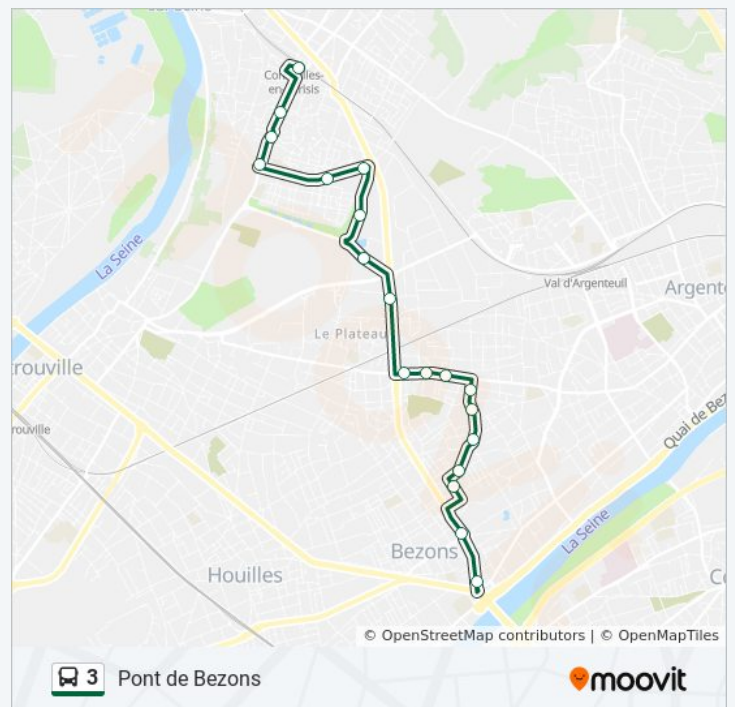 La Seine
Val d'Argenteuil
Argent
Le Plateau
rouville
rouville
Quai de Bez
La Seine
Bezons
Houilles
© OpenStreetMap contributors | © OpenMapTiles
3 Pont de Bezons
moovit